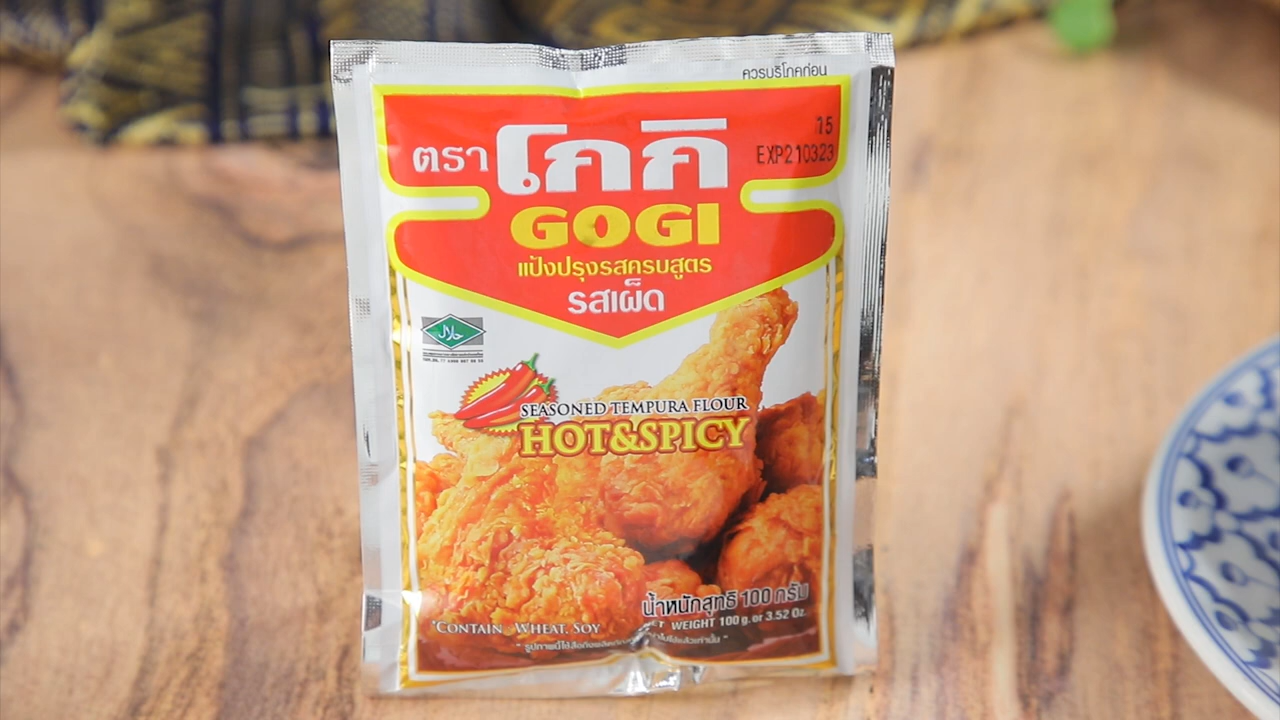 ควรบริโภคก่อน
15
EXP210323
ตรา โกกิ
GOGI
แป้งปรุงรสครบสูตร
รสเผ็ด
حلال
SEASONED TEMPURA FLOUR
HOT&SPICY
น้ำหนักสุทธิ 100 กรัม
WEIGHT 100 g. or 3.52 Oz.
*CONTAIN WHEAT, SOY